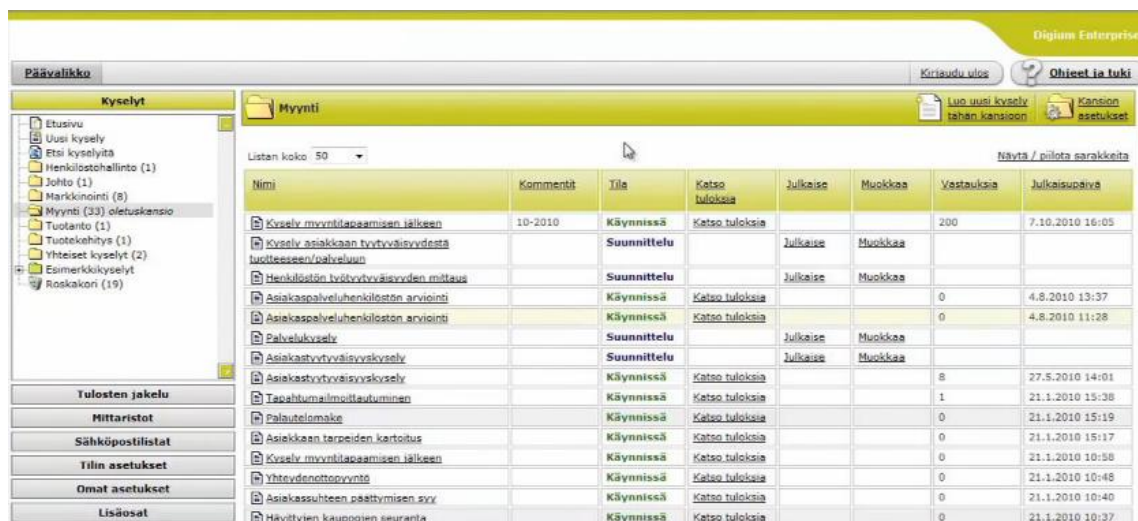 Digium Enterprise
Päävalikko
Kirjaudu ulos
Ohjeet ja tuki
Kyselyt
Etusivu
Uusi kysely
Etsi kyselyitä
Henkilöstöhallinto (1)
Johto (1)
Markkinointi (8)
Myynti (33) oletuskansio
Tuotanto (1)
Tuotekehitys (1)
Yhteiset kyselyt (2)
Esimerkkikyselyt
Roskakori (19)
Tulosten jakelu
Mittaristot
Sähköpostilistat
Tilin asetukset
Omat asetukset
Lisäosat
Myynti
Luo uusi kysely
tähän kansioon
Kansion
asetukset
Listan koko 50
Näytä / piilota sarakkeita
Nimi Kommentit Tila Katso tuloksia Julkaise Muokkaa Vastauksia Julkaisupäivä
Kysely myyntitapaamisen jälkeen 10-2010 Käynnissä Katso tuloksia 200 7.10.2010 16:05
Kysely asiakkaan tyytyväisyydestä Suunnittelu Julkaise Muokkaa
tuotteeseen/palveluun
Henkilöstön työtyytyväisyyden mittaus Suunnittelu Julkaise Muokkaa
Asiakaspalveluhenkilöstön arviointi Käynnissä Katso tuloksia 0 4.8.2010 13:37
Asiakaspalveluhenkilöstön arviointi Käynnissä Katso tuloksia 0 4.8.2010 11:28
Palvelukysely Suunnittelu Julkaise Muokkaa
Asiakastyytyväisyyskysely Suunnittelu Julkaise Muokkaa
Asiakastyytyväisyyskysely Käynnissä Katso tuloksia 8 27.5.2010 14:01
Tapahtumailmoittautuminen Käynnissä Katso tuloksia 1 21.1.2010 15:38
Palautelomake Käynnissä Katso tuloksia 0 21.1.2010 15:19
Asiakkaan tarpeiden kartoitus Käynnissä Katso tuloksia 0 21.1.2010 15:17
Kysely myyntitapaamisen jälkeen Käynnissä Katso tuloksia 0 21.1.2010 10:58
Yhteydenottopyyntö Käynnissä Katso tuloksia 0 21.1.2010 10:48
Asiakassuhteen päättymisen syy Käynnissä Katso tuloksia 0 21.1.2010 10:40
Hävittyjen kauppojen seuranta Käynnissä Katso tuloksia 0 21.1.2010 10:37